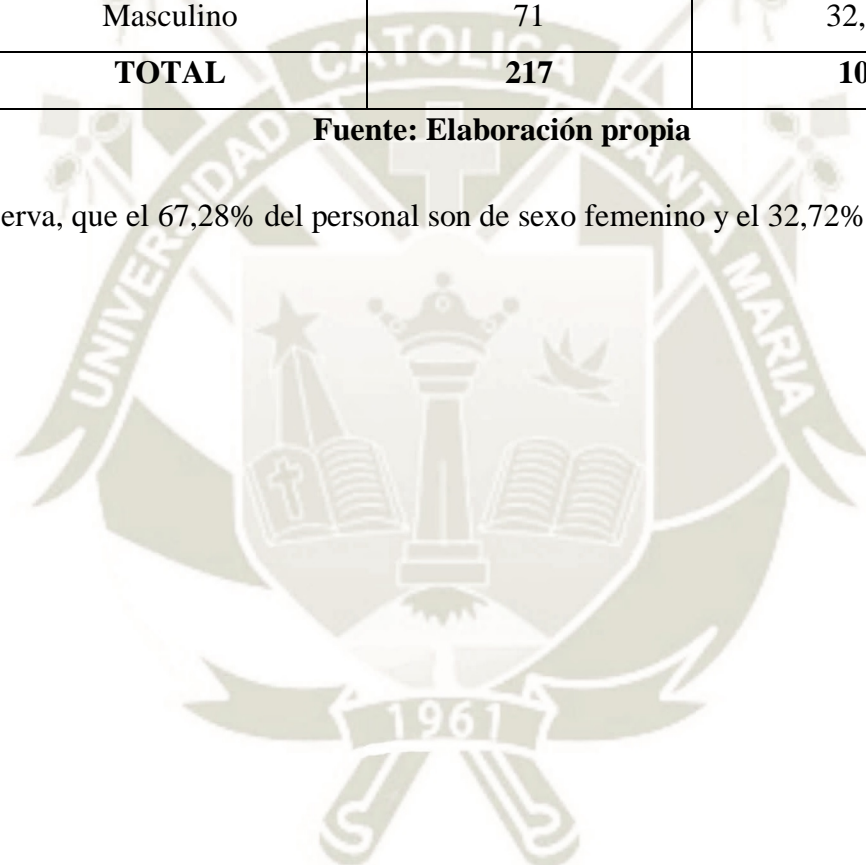 Masculino 71 32,
TOTAL 217 10
Fuente: Elaboración propia
erva, que el 67,28% del personal son de sexo femenino y el 32,72%
UNIVERSIDAD CATOLICA SANTA MARIA
1961